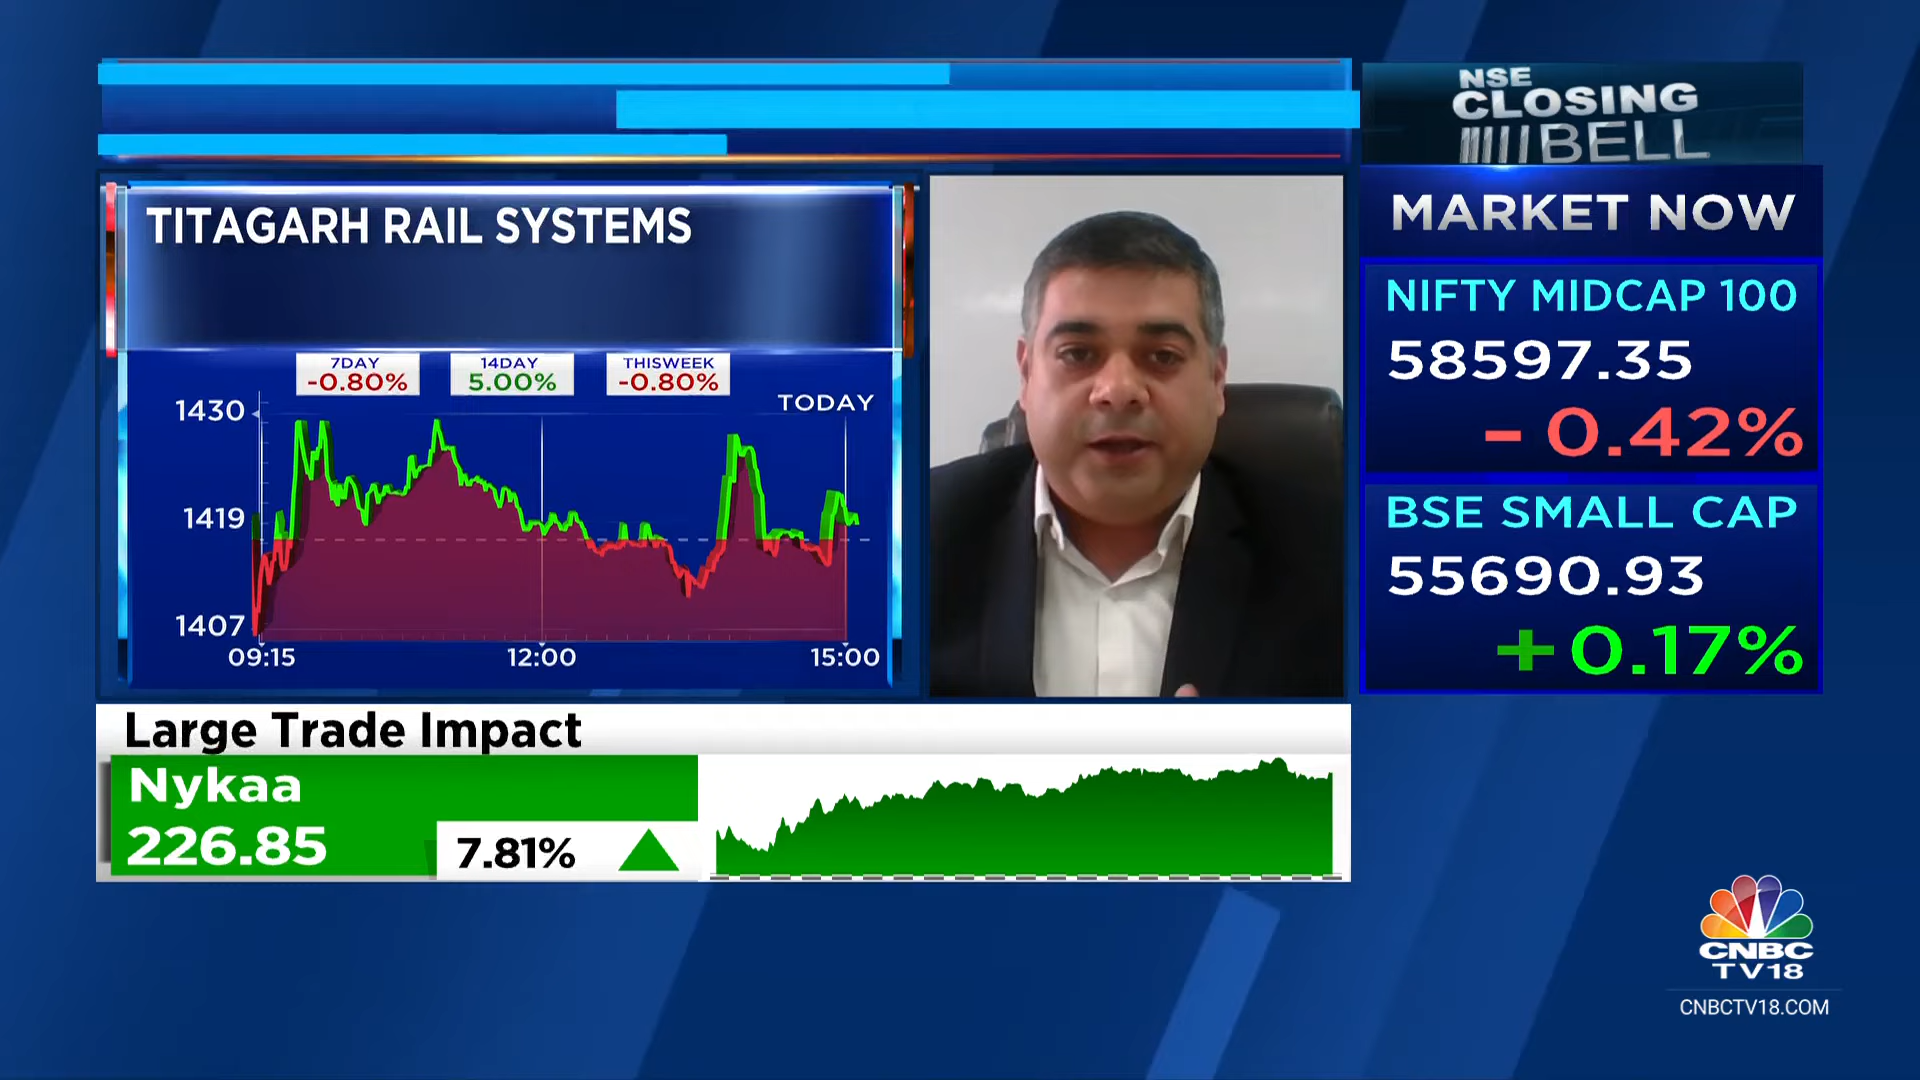 NSE
CLOSING
BELL
TITAGARH RAIL SYSTEMS
7DAY
-0.80%
14DAY
5.00%
THISWEEK
-0.80%
TODAY
1430
1419
1407
09:15
12:00
15:00
MARKET NOW
NIFTY MIDCAP 100
58597.35
- 0.42%
BSE SMALL CAP
55690.93
+0.17%
Large Trade Impact
Nykaa
226.85
7.81%
CNBC
TV18
CNBCTV18.COM